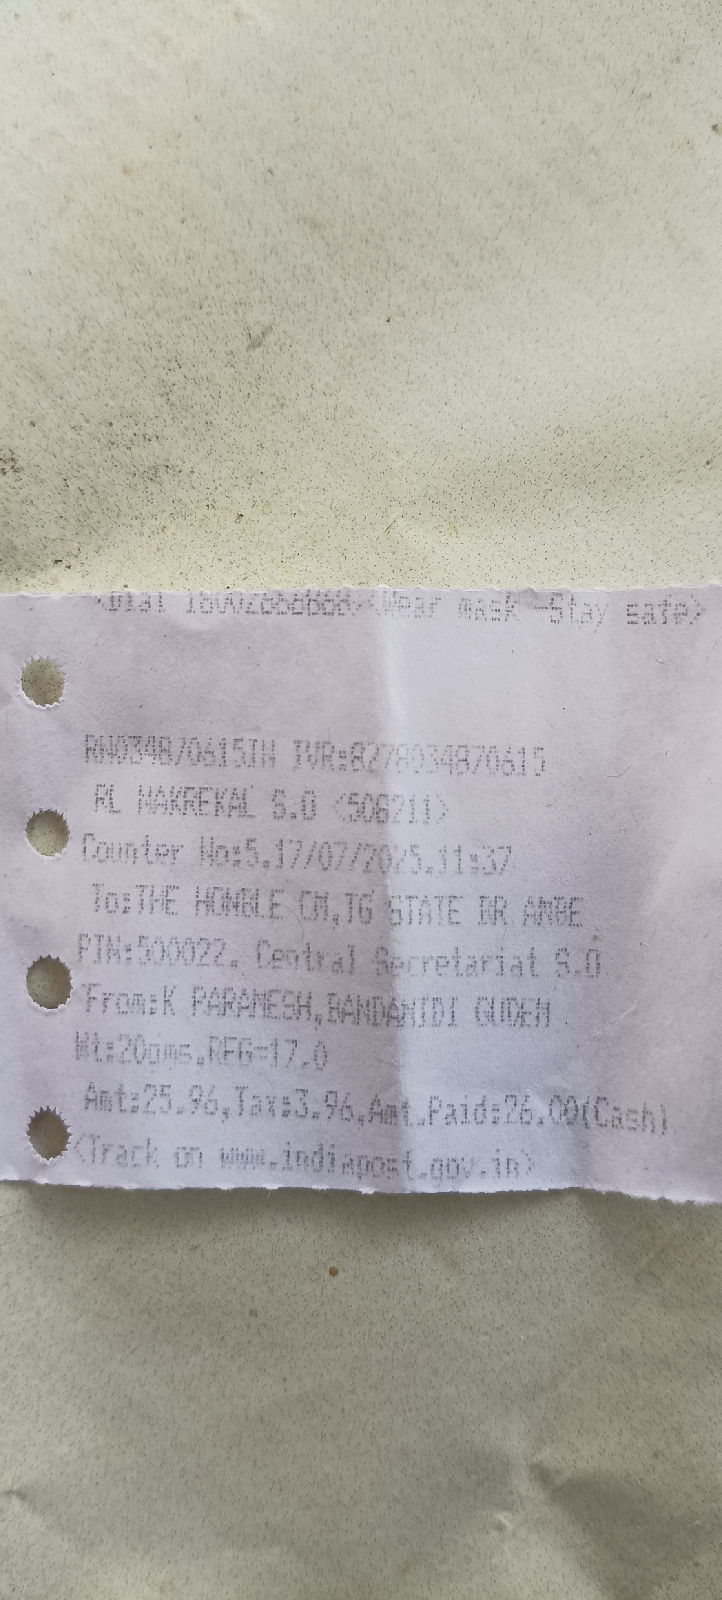 <Dial 18002666868><Wear mask -Stay safe>
RN034870615IN IVR:8278034870615
RL NAKREKAL S.O <508211>
Counter No:5,17/07/2025,11:37
To:THE HONBLE CM,TG STATE DR AMBE
PIN:500022, Central Secretariat S.O
From:K PARAMESH,BANDANIDI GUDEM
Wt:20gms,REG=17.0
Amt:25.96,Tax:3.96,Amt.Paid:26.00(Cash)
<Track on www.indiapost.gov.in>